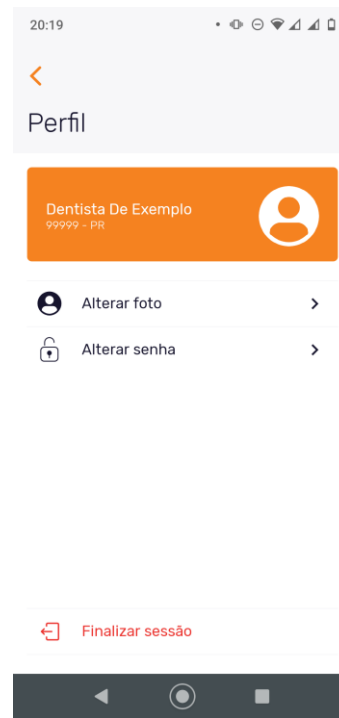 20:19
Perfil
Dentista De Exemplo
99999 - PR
Alterar foto
Alterar senha
Finalizar sessão